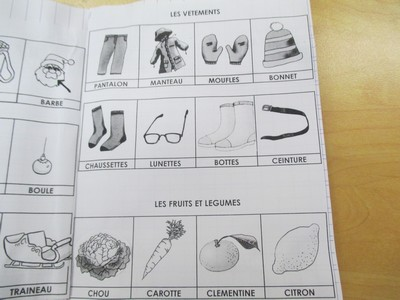 LES VETEMENTS
PANTALON MANTEAU MOUFLES BONNET
BARBE
CHAUSSETTES LUNETTES BOTTES CEINTURE
BOULE
LES FRUITS ET LEGUMES
CHOU CAROTTE CLEMENTINE CITRON
TRAINEAU